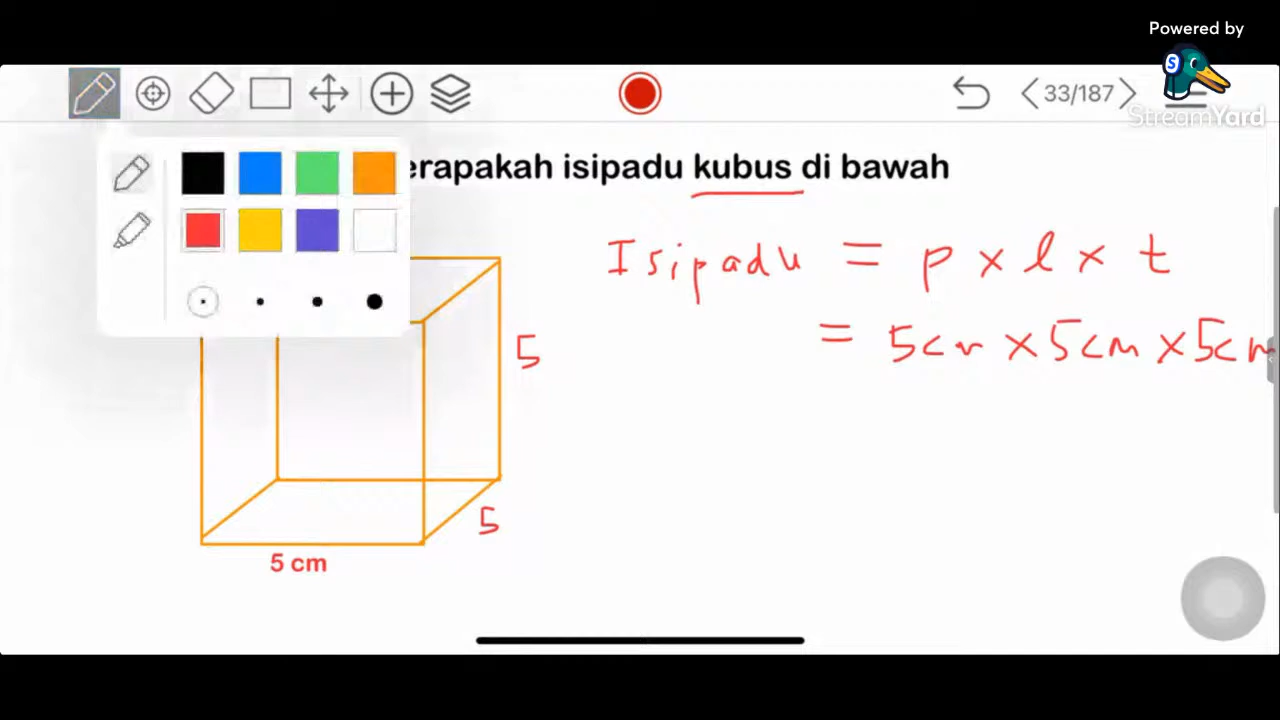 Powered by
StreamYard
33/187
erapakah isipadu kubus di bawah
Isipadu = p x l x t
= 5cm x 5cm x 5cm
5
5
5 cm